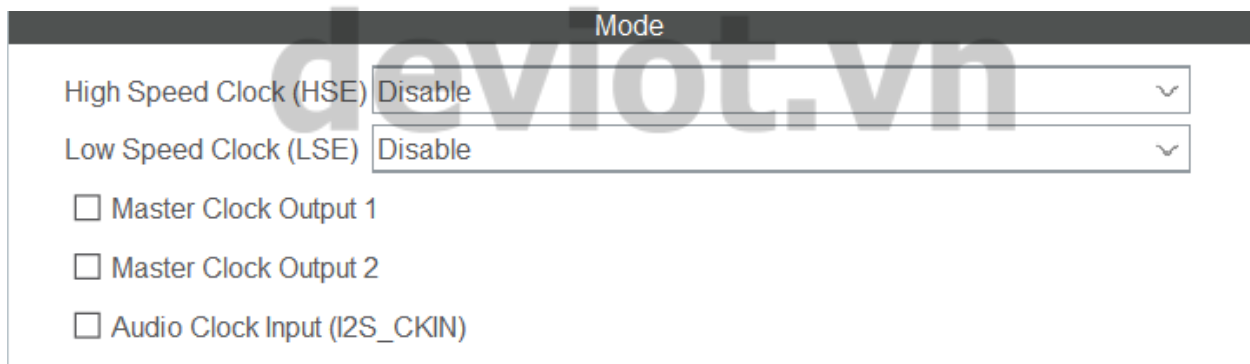 Mode
deviot.vn
High Speed Clock (HSE) Disable
Low Speed Clock (LSE) Disable
Master Clock Output 1
Master Clock Output 2
Audio Clock Input (I2S_CKIN)